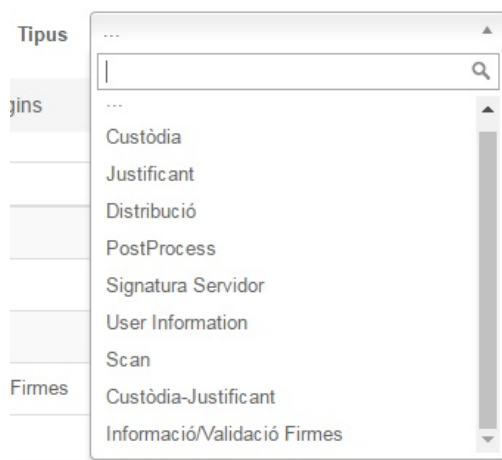 Tipus
...
gins
...
Custòdia
Justificant
Distribució
PostProcess
Signatura Servidor
User Information
Scan
Firmes
Custòdia-Justificant
Informació/Validació Firmes